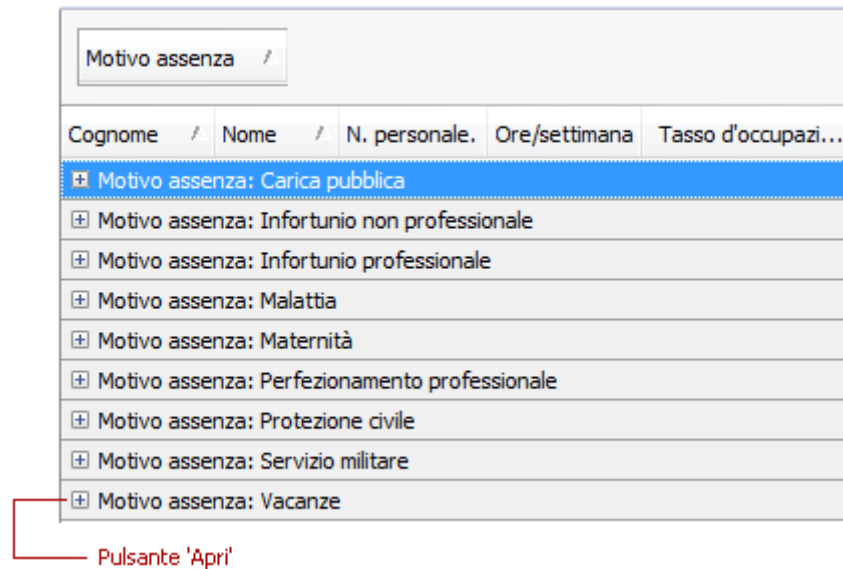 Motivo assenza
Cognome Nome N. personale. Ore/settimana Tasso d'occupazi...
Motivo assenza: Carica pubblica
Motivo assenza: Infortunio non professionale
Motivo assenza: Infortunio professionale
Motivo assenza: Malattia
Motivo assenza: Maternità
Motivo assenza: Perfezionamento professionale
Motivo assenza: Protezione civile
Motivo assenza: Servizio militare
Motivo assenza: Vacanze
Pulsante 'Apri'